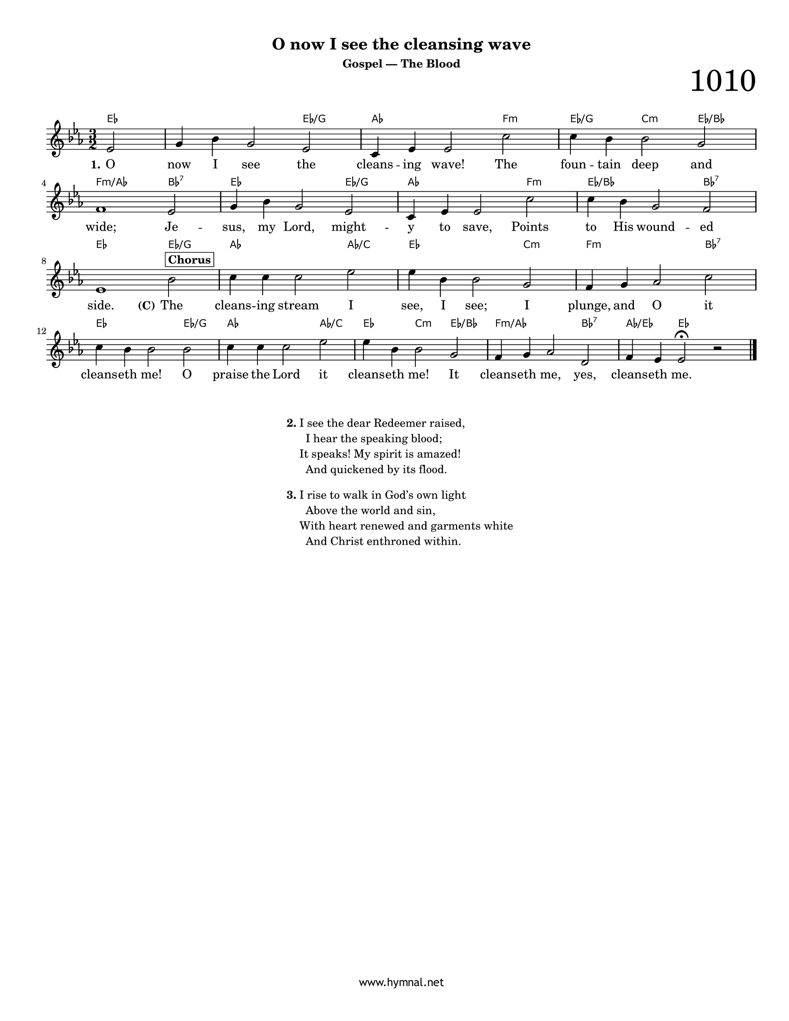 O now I see the cleansing wave
Gospel — The Blood
1010
E♭ E♭/G A♭ Fm E♭/G Cm E♭/B♭
3 2
1. O now I see the cleans - ing wave! The foun - tain deep and
4 Fm/A♭ B♭7 E♭ E♭/G A♭ Fm E♭/B♭ B♭7
wide; Je - sus, my Lord, might - y to save, Points to His wound - ed
E♭ E♭/G A♭ A♭/C E♭ Cm Fm B♭7
Chorus
8
side. (C) The cleans-ing stream I see, I see; I plunge, and O it
12 E♭ E♭/G A♭ A♭/C E♭ Cm E♭/B♭ Fm/A♭ B♭7 A♭/E♭ E♭
cleanseth me! O praise the Lord it cleanseth me! It cleanseth me, yes, cleanseth me.
2. I see the dear Redeemer raised,
I hear the speaking blood;
It speaks! My spirit is amazed!
And quickened by its flood.
3. I rise to walk in God's own light
Above the world and sin,
With heart renewed and garments white
And Christ enthroned within.
www.hymnal.net